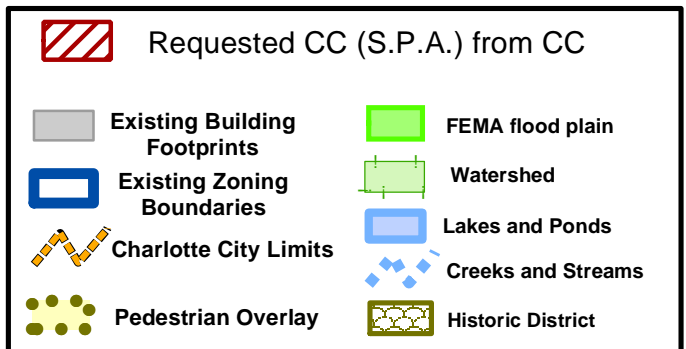 Requested CC (S.P.A.) from CC
Existing Building
Footprints
Existing Zoning
Boundaries
Charlotte City Limits
Pedestrian Overlay
FEMA flood plain
Watershed
Lakes and Ponds
Creeks and Streams
Historic District